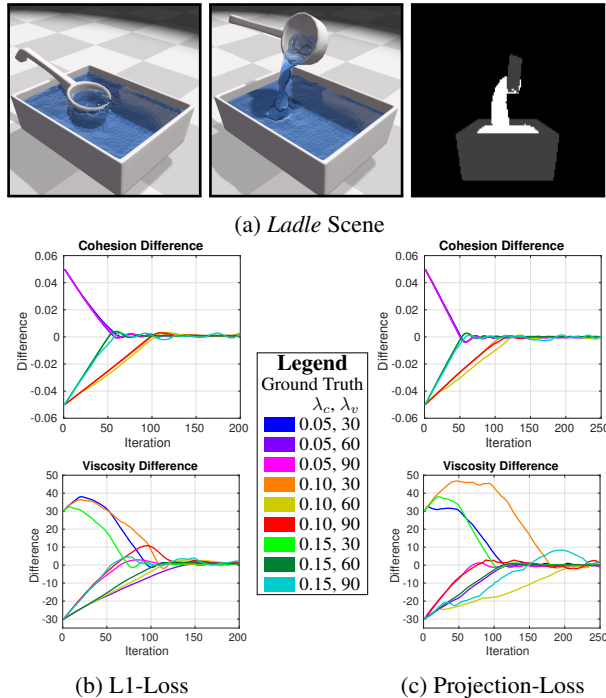 (a) Ladle Scene
Cohesion Difference
0.06
0.04
0.02
0
-0.02
-0.04
-0.06
Difference
0 50 100 150 200
Iteration
Viscosity Difference
50
40
30
20
10
0
-10
-20
-30
Difference
0 50 100 150 200
Iteration
(b) L1-Loss
Legend
Ground Truth
λc, λv
0.05, 30
0.05, 60
0.05, 90
0.10, 30
0.10, 60
0.10, 90
0.15, 30
0.15, 60
0.15, 90
Cohesion Difference
0.06
0.04
0.02
0
-0.02
-0.04
-0.06
Difference
0 50 100 150 200
Iteration
Viscosity Difference
50
40
30
20
10
0
-10
-20
-30
Difference
0 50 100 150 200 250
Iteration
(c) Projection-Loss